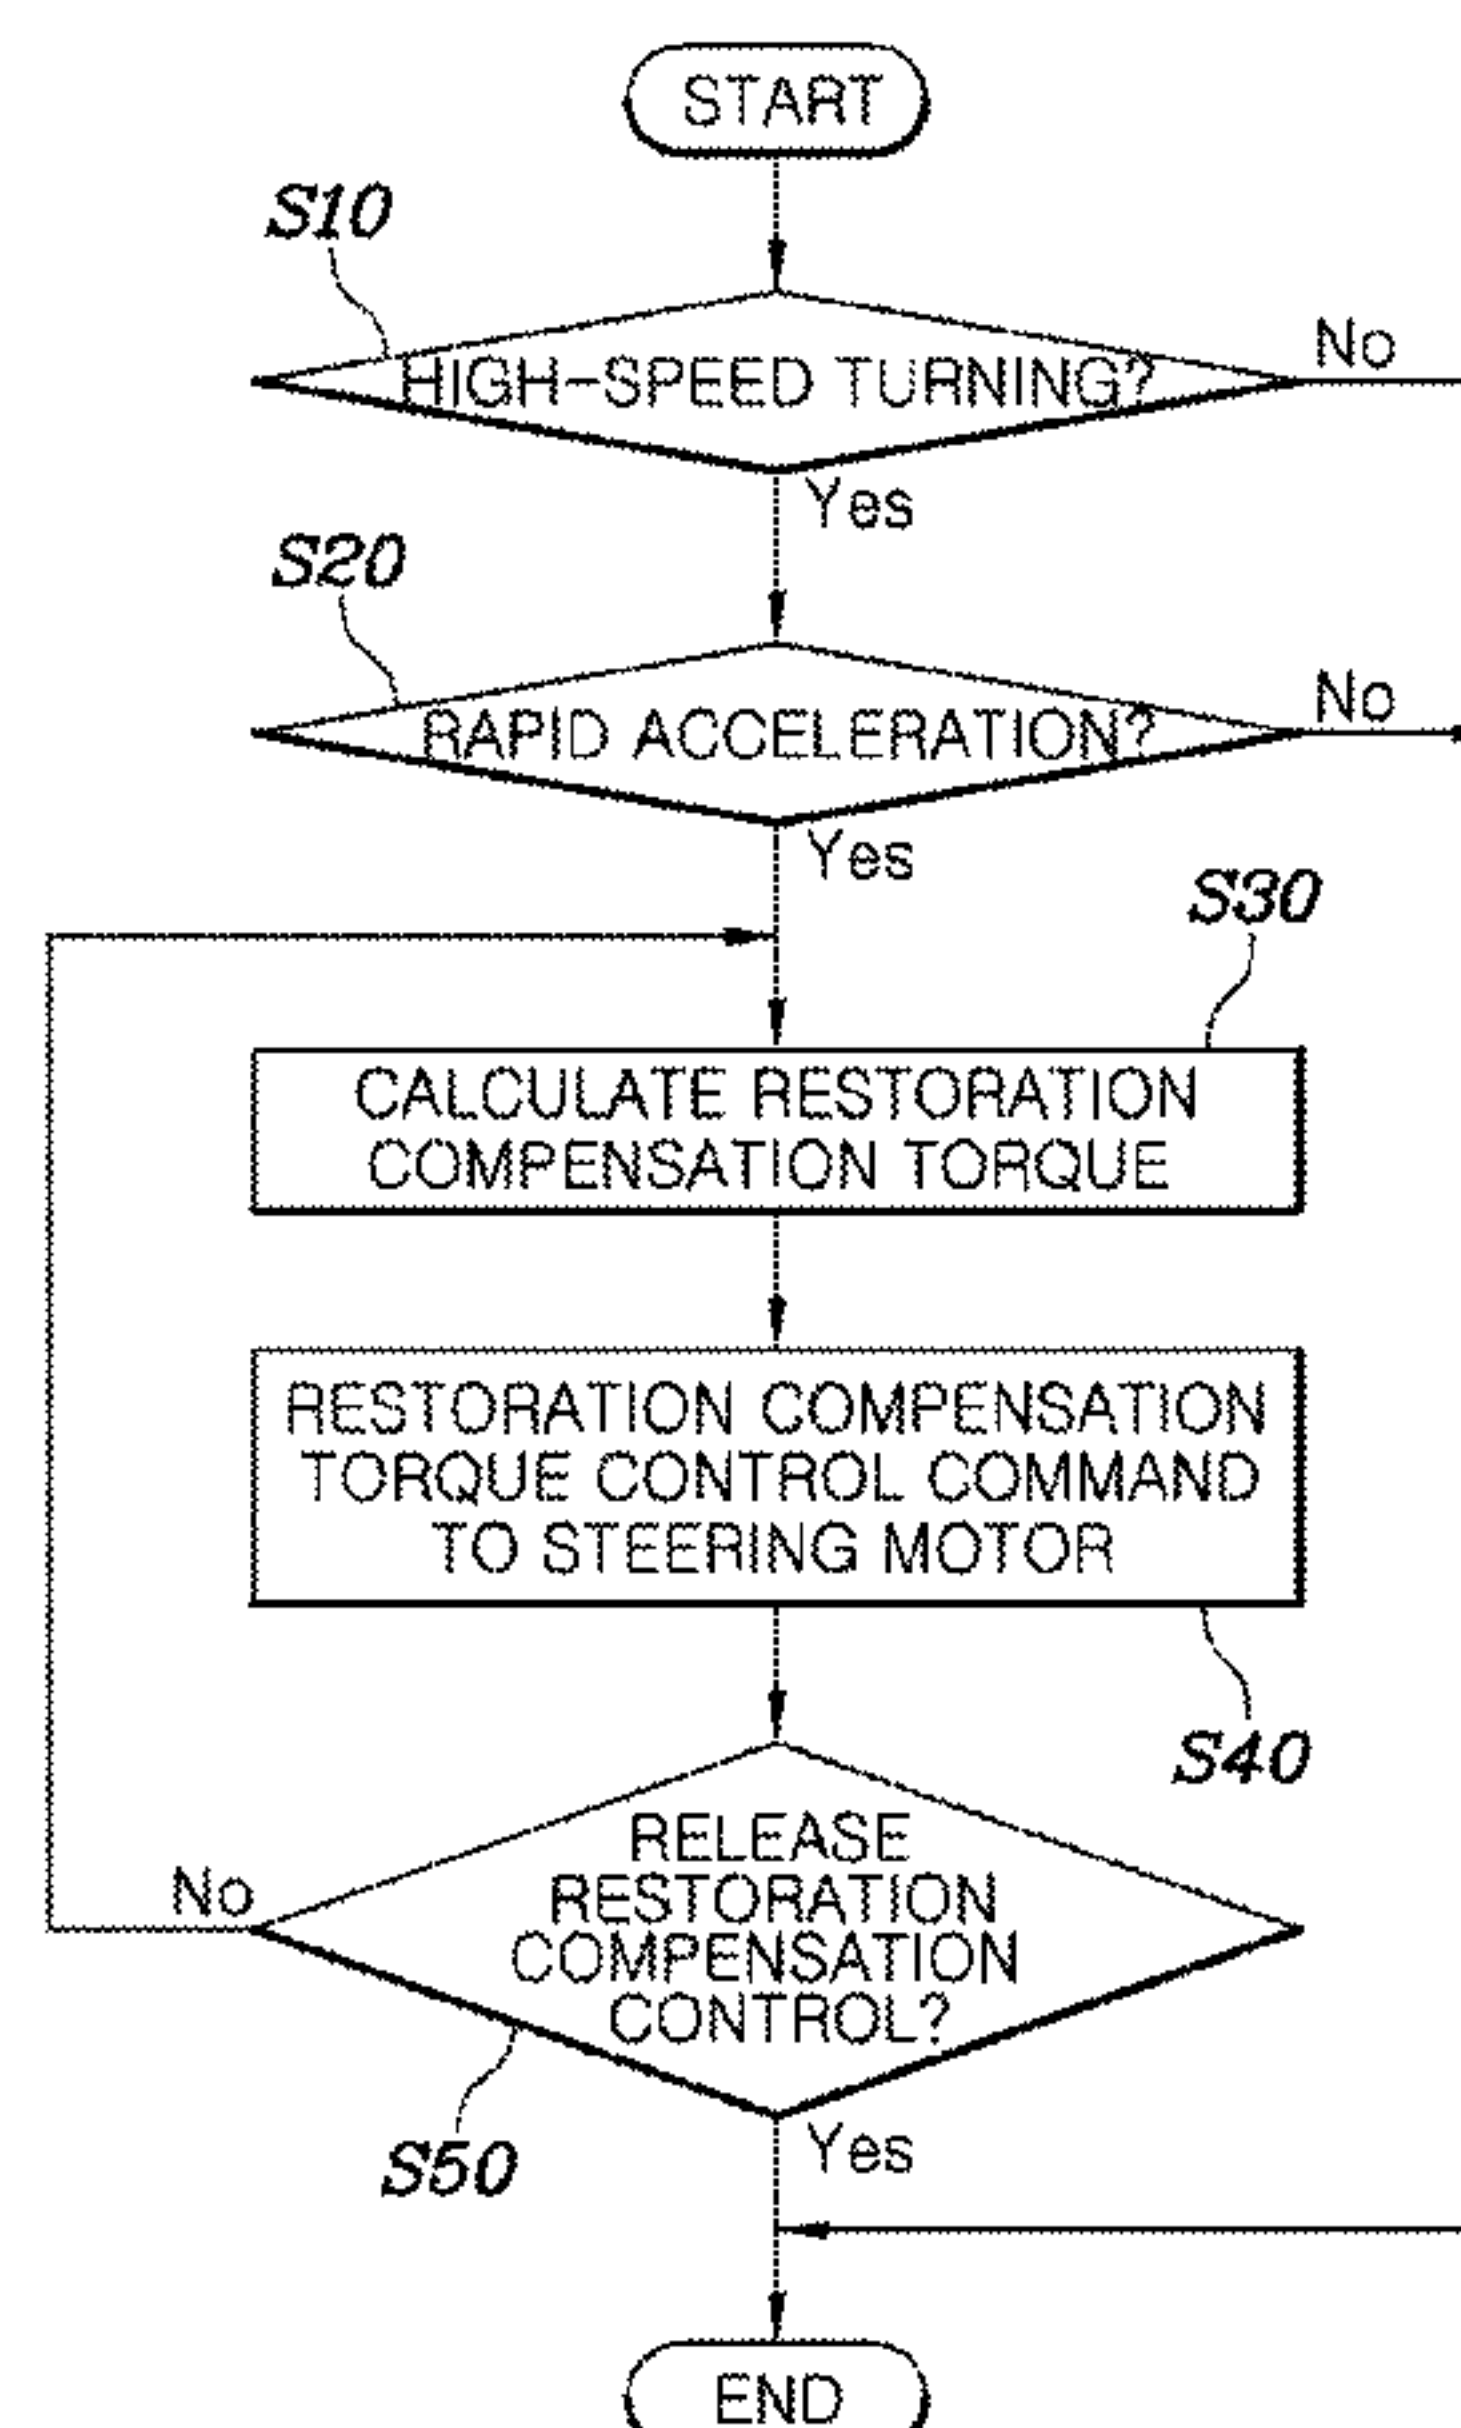 START
S10
HIGH-SPEED TURNING?
No
Yes
S20
RAPID ACCELERATION?
No
Yes
S30
CALCULATE RESTORATION
COMPENSATION TORQUE
RESTORATION COMPENSATION
TORQUE CONTROL COMMAND
TO STEERING MOTOR
S40
RELEASE
RESTORATION
COMPENSATION
CONTROL?
No
S50
Yes
END